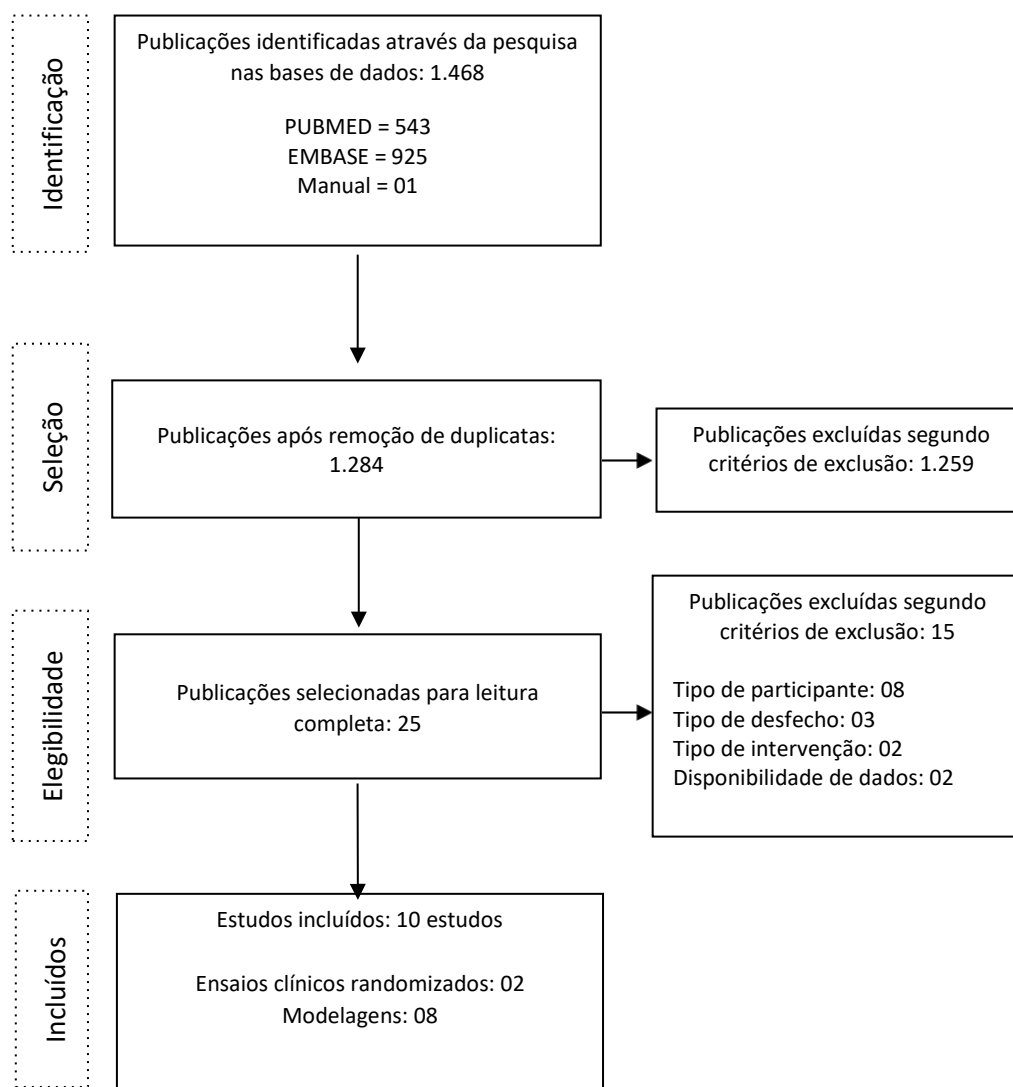 Identificação
Publicações identificadas através da pesquisa
nas bases de dados: 1.468
PUBMED = 543
EMBASE = 925
Manual = 01
Seleção
Publicações após remoção de duplicatas:
1.284
Publicações excluídas segundo
critérios de exclusão: 1.259
Elegibilidade
Publicações selecionadas para leitura
completa: 25
Publicações excluídas segundo
critérios de exclusão: 15
Tipo de participante: 08
Tipo de desfecho: 03
Tipo de intervenção: 02
Disponibilidade de dados: 02
Incluídos
Estudos incluídos: 10 estudos
Ensaios clínicos randomizados: 02
Modelagens: 08